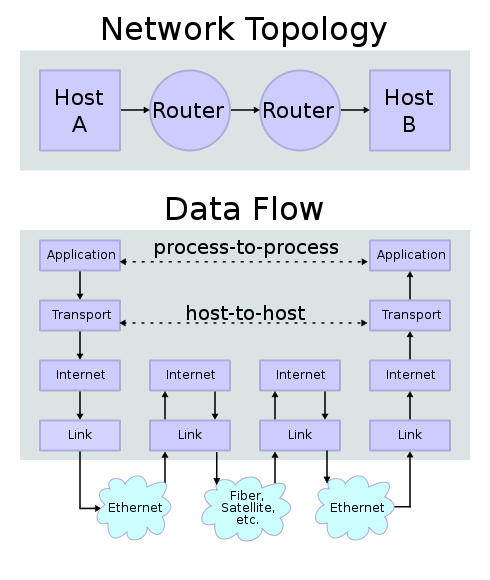 Network Topology
Host
A
Router
Router
Host
B
Data Flow
Application
process-to-process
Application
Transport
host-to-host
Transport
Internet
Internet
Internet
Internet
Link
Link
Link
Link
Ethernet
Fiber,
Satellite,
etc.
Ethernet